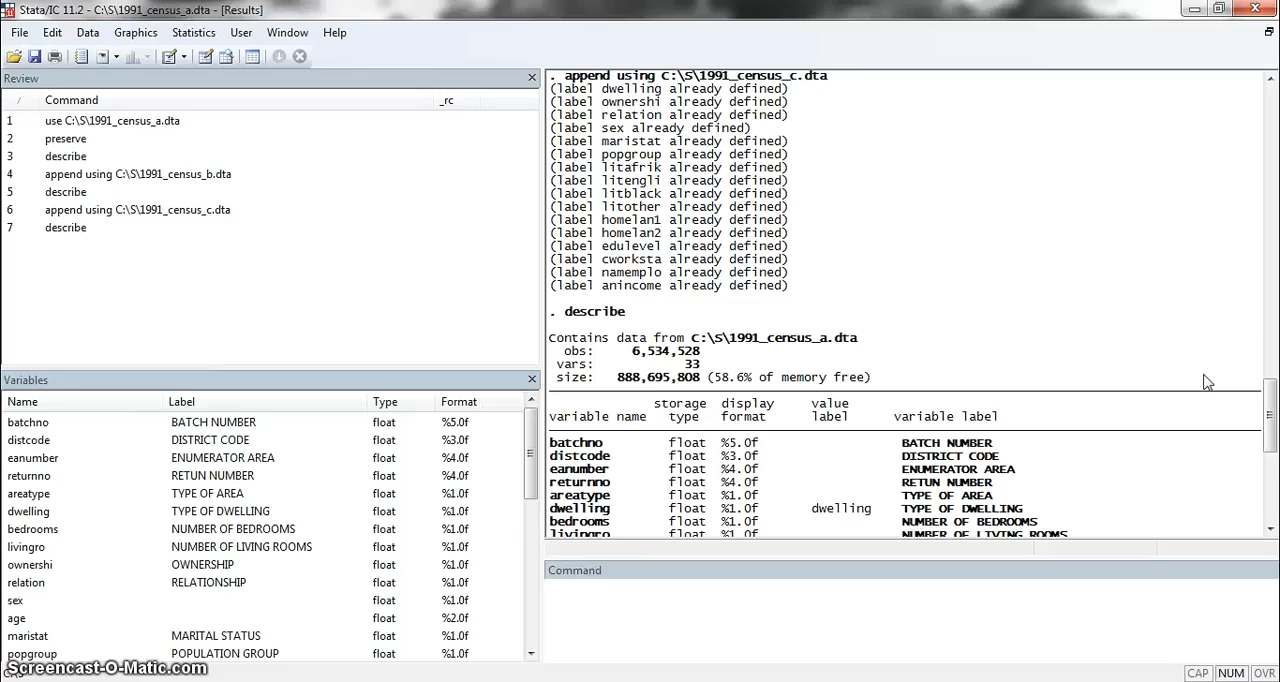 Stata/IC 11.2 - C:\S\1991_census_a.dta - [Results]
File Edit Data Graphics Statistics User Window Help
Review
/ Command _rc
1 use C:\S\1991_census_a.dta
2 preserve
3 describe
4 append using C:\S\1991_census_b.dta
5 describe
6 append using C:\S\1991_census_c.dta
7 describe
Variables
Name Label Type Format
batchno BATCH NUMBER float %5.0f
distcode DISTRICT CODE float %3.0f
eanumber ENUMERATOR AREA float %4.0f
returnno RETUN NUMBER float %4.0f
areatype TYPE OF AREA float %1.0f
dwelling TYPE OF DWELLING float %1.0f
bedrooms NUMBER OF BEDROOMS float %1.0f
livingro NUMBER OF LIVING ROOMS float %1.0f
ownershi OWNERSHIP float %1.0f
relation RELATIONSHIP float %1.0f
sex float %1.0f
age float %2.0f
maristat MARITAL STATUS float %1.0f
popgroup POPULATION GROUP float %1.0f
. append using C:\S\1991_census_c.dta
(label dwelling already defined)
(label ownershi already defined)
(label relation already defined)
(label sex already defined)
(label maristat already defined)
(label popgroup already defined)
(label litafrik already defined)
(label litengli already defined)
(label litblack already defined)
(label litother already defined)
(label homelan1 already defined)
(label homelan2 already defined)
(label edulevel already defined)
(label cworksta already defined)
(label namemplo already defined)
(label anincome already defined)
. describe
Contains data from C:\S\1991_census_a.dta
obs: 6,534,528
vars: 33
size: 888,695,808 (58.6% of memory free)
storage display value
variable name type format label variable label
batchno float %5.0f BATCH NUMBER
distcode float %3.0f DISTRICT CODE
eanumber float %4.0f ENUMERATOR AREA
returnno float %4.0f RETUN NUMBER
areatype float %1.0f TYPE OF AREA
dwelling float %1.0f dwelling TYPE OF DWELLING
bedrooms float %1.0f NUMBER OF BEDROOMS
livingro float %1.0f NUMBER OF LIVING ROOMS
Command
Screencast-O-Matic.com
CAP NUM OVR